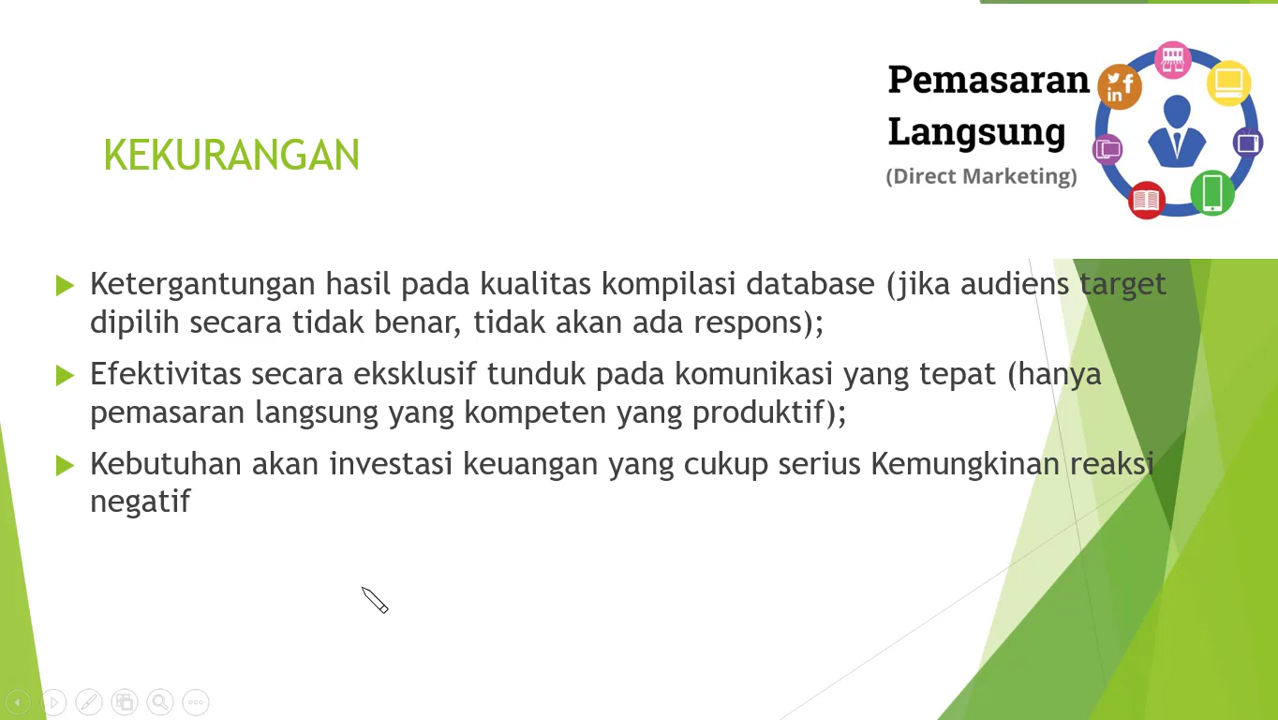 Pemasaran
Langsung
(Direct Marketing)
KEKURANGAN
Ketergantungan hasil pada kualitas kompilasi database (jika audiens target
dipilih secara tidak benar, tidak akan ada respons);
Efektivitas secara eksklusif tunduk pada komunikasi yang tepat (hanya
pemasaran langsung yang kompeten yang produktif);
Kebutuhan akan investasi keuangan yang cukup serius Kemungkinan reaksi
negatif